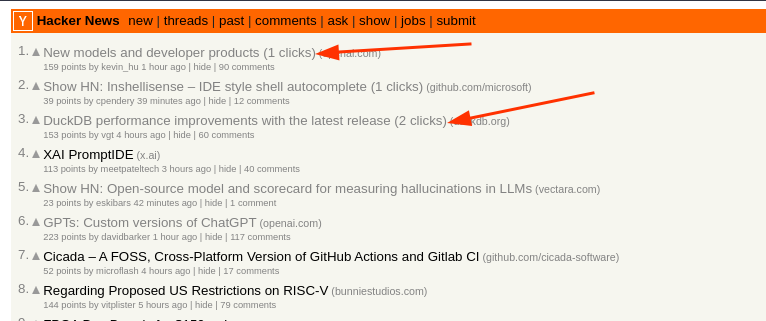 Y Hacker News new | threads | past | comments | ask | show | jobs | submit
1. ▲ New models and developer products (1 clicks) (openai.com)
159 points by kevin_hu 1 hour ago | hide | 90 comments
2. ▲ Show HN: Inshellisense – IDE style shell autocomplete (1 clicks) (github.com/microsoft)
39 points by cpendery 39 minutes ago | hide | 12 comments
3. ▲ DuckDB performance improvements with the latest release (2 clicks) (duckdb.org)
153 points by vgt 4 hours ago | hide | 60 comments
4. ▲ XAI PromptIDE (x.ai)
113 points by meetpateltech 3 hours ago | hide | 40 comments
5. ▲ Show HN: Open-source model and scorecard for measuring hallucinations in LLMs (vectara.com)
23 points by eskibars 42 minutes ago | hide | 1 comment
6. ▲ GPTs: Custom versions of ChatGPT (openai.com)
223 points by davidbarker 1 hour ago | hide | 117 comments
7. ▲ Cicada – A FOSS, Cross-Platform Version of GitHub Actions and Gitlab CI (github.com/cicada-software)
52 points by microflash 4 hours ago | hide | 17 comments
8. ▲ Regarding Proposed US Restrictions on RISC-V (bunniestudios.com)
144 points by vitplister 5 hours ago | hide | 79 comments